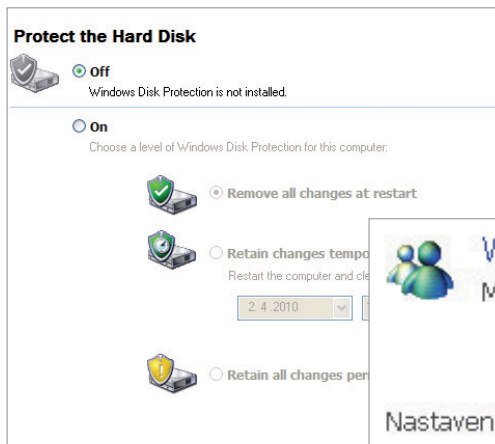 Protect the Hard Disk
Off
Windows Disk Protection is not installed.
On
Choose a level of Windows Disk Protection for this computer:
Remove all changes at restart
Retain changes tempo
Restart the computer and cle
2. 4 .2010
Retain all changes per
Nastaven